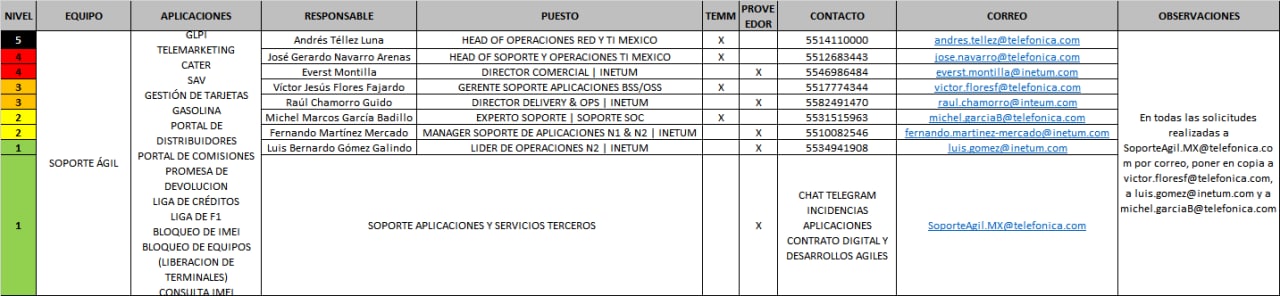 NIVEL EQUIPO APLICACIONES RESPONSABLE PUESTO TEMM PROVE EDOR CONTACTO CORREO OBSERVACIONES
5 Andrés Téllez Luna HEAD OF OPERACIONES RED Y TI MEXICO X 5514110000 andres.tellez@telefonica.com
4 José Gerardo Navarro Arenas HEAD OF SOPORTE Y OPERACIONES TI MEXICO X 5512683443 jose.navarro@telefonica.com
4 Everst Montilla DIRECTOR COMERCIAL | INETUM X 5546986484 everst.montilla@inetum.com
3 Víctor Jesús Flores Fajardo GERENTE SOPORTE APLICACIONES BSS/OSS X 5517774344 victor.floresf@telefonica.com
3 Raúl Chamorro Guido DIRECTOR DELIVERY & OPS | INETUM X 5582491470 raul.chamorro@inteum.com
2 Michel Marcos García Badillo EXPERTO SOPORTE | SOPORTE SOC X 5531515963 michel.garciaB@telefonica.com
2 Fernando Martínez Mercado MANAGER SOPORTE DE APLICACIONES N1 & N2 | INETUM X 5510082546 fernando.martinez-mercado@inetum.com
1 Luis Bernardo Gómez Galindo LIDER DE OPERACIONES N2 | INETUM X 5534941908 luis.gomez@inetum.com
1 SOPORTE APLICACIONES Y SERVICIOS TERCEROS X
CHAT TELEGRAM
INCIDENCIAS
APLICACIONES
CONTRATO DIGITAL Y
DESARROLLOS AGILES
SoporteAgil.MX@telefonica.com
SOPORTE ÁGIL
GLPI
TELEMARKETING
CATER
SAV
GESTIÓN DE TARJETAS
GASOLINA
PORTAL DE
DISTRIBUIDORES
PORTAL DE COMISIONES
PROMESA DE
DEVOLUCION
LIGA DE CRÉDITOS
LIGA DE F1
BLOQUEO DE IMEI
BLOQUEO DE EQUIPOS
(LIBERACION DE
TERMINALES)
CONSULTA IMEI
En todas las solicitudes
realizadas a
SoporteAgil.MX@telefonica.co
m por correo, poner en copia a
victor.floresf@telefonica.com,
a luis.gomez@inetum.com y a
michel.garciaB@telefonica.com